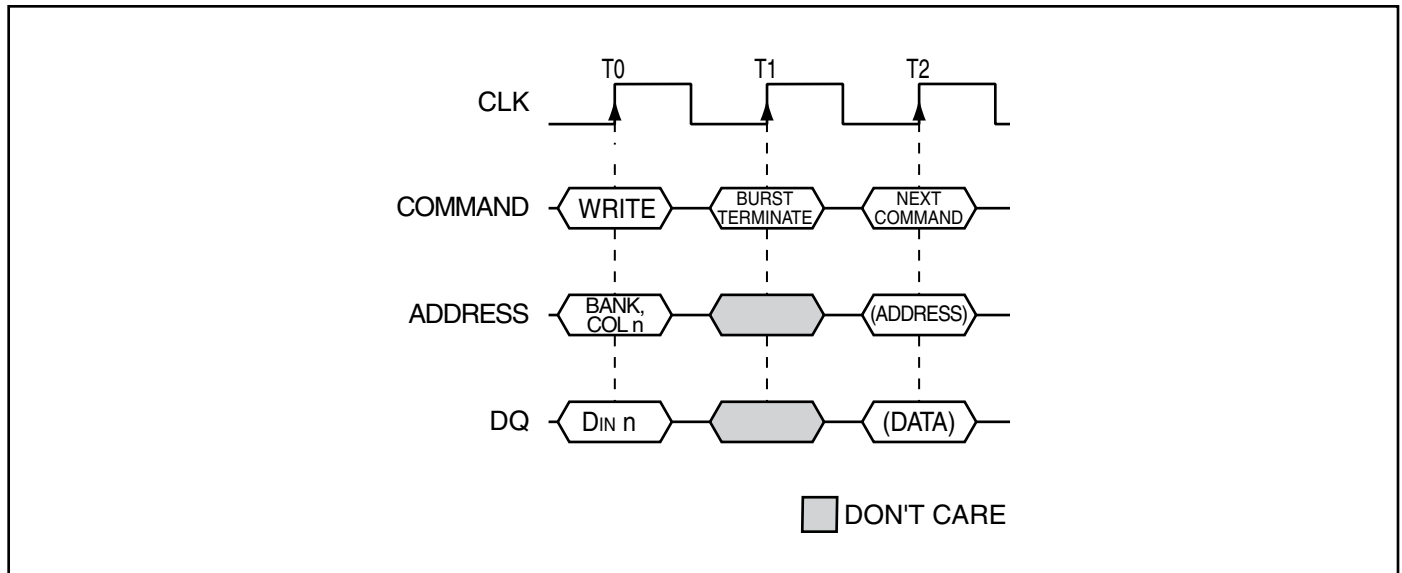 T0 T1 T2
CLK
COMMAND WRITE BURST TERMINATE NEXT COMMAND
ADDRESS BANK, COL n (ADDRESS)
DQ DIN n (DATA)
DON'T CARE